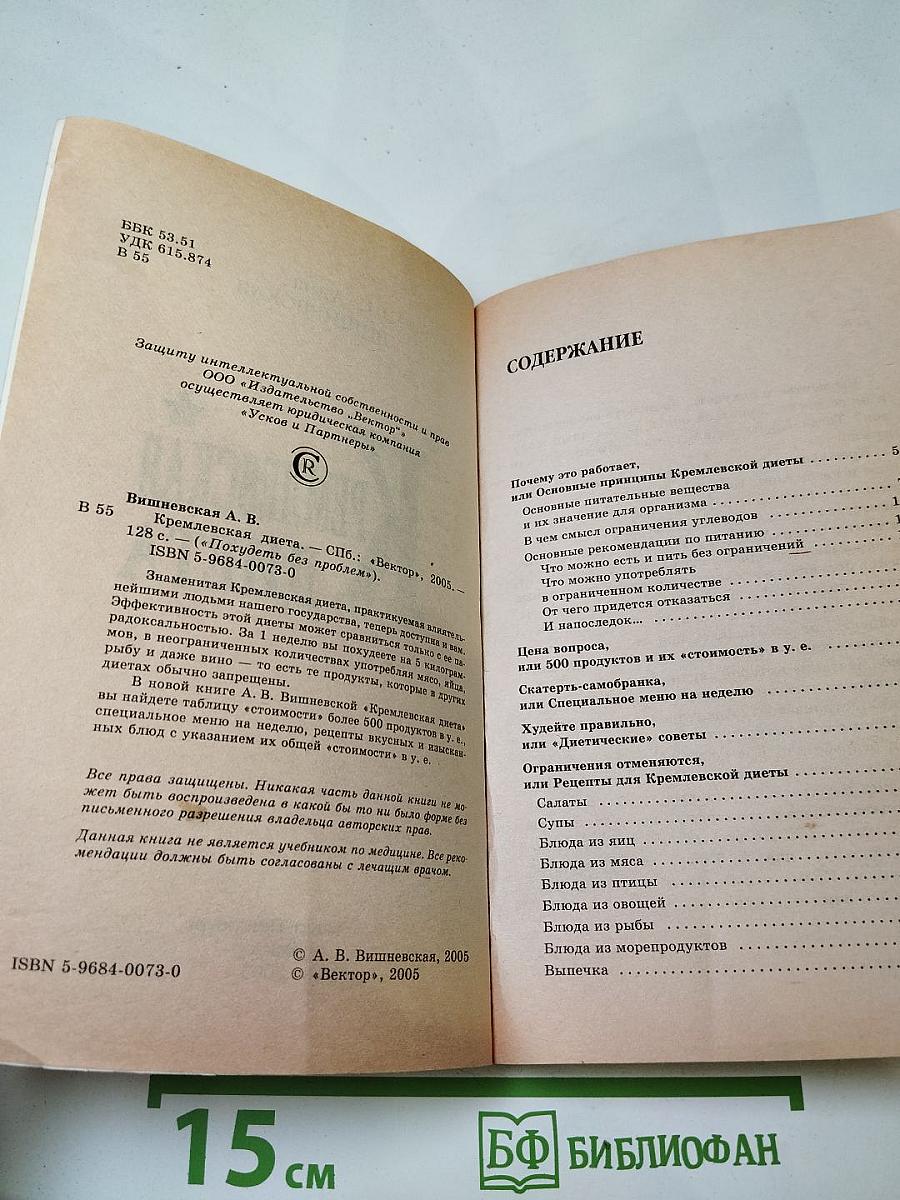 ББК 53.51
УДК 615.874
В 55
Защиту интеллектуальной собственности и прав
ООО «Издательство „Вектор“»
осуществляет юридическая компания
«Усков и Партнеры»
CR
Вишневская А. В.
В 55 Кремлевская диета. — СПб.: «Вектор», 2005. —
128 с. — («Похудеть без проблем»).
ISBN 5-9684-0073-0
Знаменитая Кремлевская диета, практикуемая влиятель-
нейшими людьми нашего государства, теперь доступна и вам.
Эффективность этой диеты может сравниться только с ее па-
радоксальностью. За 1 неделю вы похудеете на 5 килограм-
мов, в неограниченных количествах употребляя мясо, яйца,
рыбу и даже вино — то есть те продукты, которые в других
диетах обычно запрещены.
В новой книге А. В. Вишневской «Кремлевская диета»
вы найдете таблицу «стоимости» более 500 продуктов в у. е.,
специальное меню на неделю, рецепты вкусных и изыскан-
ных блюд с указанием их общей «стоимости» в у. е.
Все права защищены. Никакая часть данной книги не мо-
жет быть воспроизведена в какой бы то ни было форме без
письменного разрешения владельца авторских прав.
Данная книга не является учебником по медицине. Все реко-
мендации должны быть согласованы с лечащим врачом.
© А. В. Вишневская, 2005
ISBN 5-9684-0073-0 © «Вектор», 2005
СОДЕРЖАНИЕ
Почему это работает,
или Основные принципы Кремлевской диеты ......... 5
Основные питательные вещества
и их значение для организма
В чем смысл ограничения углеводов
Основные рекомендации по питанию
Что можно есть и пить без ограничений
Что можно употреблять
в ограниченном количестве
От чего придется отказаться
И напоследок...
Цена вопроса,
или 500 продуктов и их «стоимость» в у. е.
Скатерть-самобранка,
или Специальное меню на неделю
Худейте правильно,
или «Диетические» советы
Ограничения отменяются,
или Рецепты для Кремлевской диеты
Салаты
Супы
Блюда из яиц
Блюда из мяса
Блюда из птицы
Блюда из овощей
Блюда из рыбы
Блюда из морепродуктов
Выпечка
15 см
БФ БИБЛИОФАН